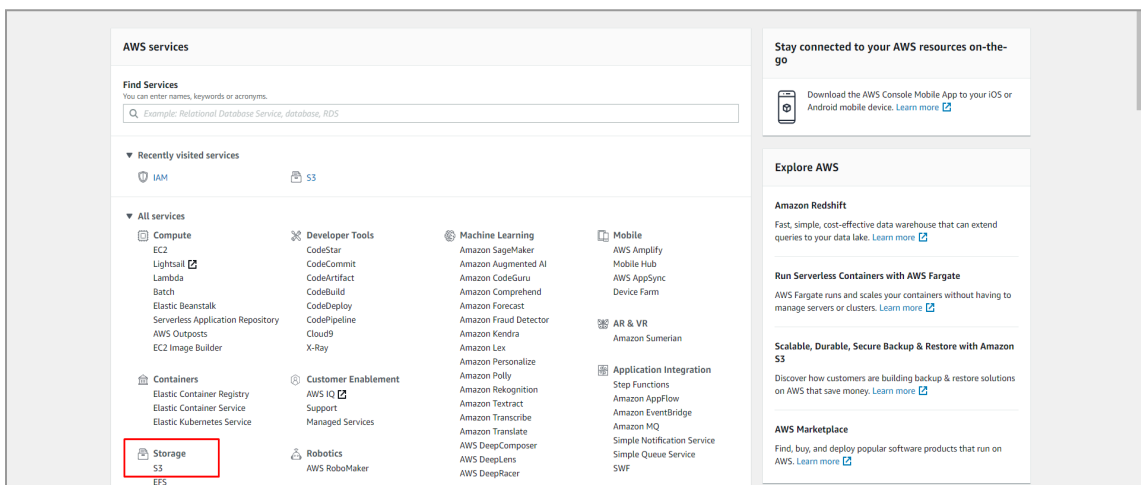 AWS services
Find Services
You can enter names, keywords or acronyms.
Example: Relational Database Service, database, RDS
Recently visited services
IAM
S3
All services
Compute
EC2
Lightsail
Lambda
Batch
Elastic Beanstalk
Serverless Application Repository
AWS Outposts
EC2 Image Builder
Containers
Elastic Container Registry
Elastic Container Service
Elastic Kubernetes Service
Storage
S3
EFS
Developer Tools
CodeStar
CodeCommit
CodeArtifact
CodeBuild
CodeDeploy
CodePipeline
Cloud9
X-Ray
Customer Enablement
AWS IQ
Support
Managed Services
Robotics
AWS RoboMaker
Machine Learning
Amazon SageMaker
Amazon Augmented AI
Amazon CodeGuru
Amazon Comprehend
Amazon Forecast
Amazon Fraud Detector
Amazon Kendra
Amazon Lex
Amazon Personalize
Amazon Polly
Amazon Rekognition
Amazon Textract
Amazon Transcribe
Amazon Translate
AWS DeepComposer
AWS DeepLens
AWS DeepRacer
Mobile
AWS Amplify
Mobile Hub
AWS AppSync
Device Farm
AR & VR
Amazon Sumerian
Application Integration
Step Functions
Amazon AppFlow
Amazon EventBridge
Amazon MQ
Simple Notification Service
Simple Queue Service
SWF
Stay connected to your AWS resources on-the-
go
Download the AWS Console Mobile App to your iOS or
Android mobile device. Learn more
Explore AWS
Amazon Redshift
Fast, simple, cost-effective data warehouse that can extend
queries to your data lake. Learn more
Run Serverless Containers with AWS Fargate
AWS Fargate runs and scales your containers without having to
manage servers or clusters. Learn more
Scalable, Durable, Secure Backup & Restore with Amazon
S3
Discover how customers are building backup & restore solutions
on AWS that save money. Learn more
AWS Marketplace
Find, buy, and deploy popular software products that run on
AWS. Learn more